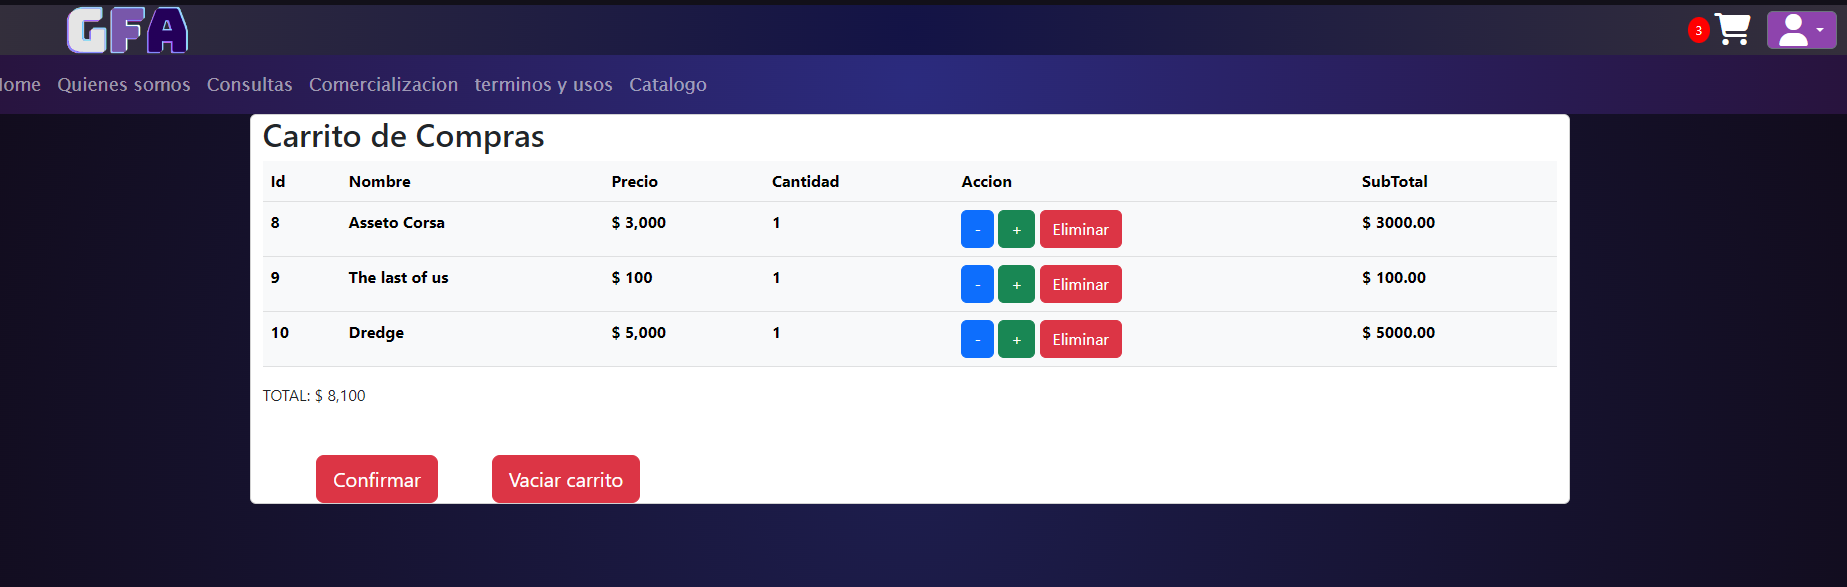 GFA
3
ome Quienes somos Consultas Comercializacion terminos y usos Catalogo
Carrito de Compras
Id Nombre Precio Cantidad Accion SubTotal
8 Asseto Corsa $ 3,000 1 - + Eliminar $ 3000.00
9 The last of us $ 100 1 - + Eliminar $ 100.00
10 Dredge $ 5,000 1 - + Eliminar $ 5000.00
TOTAL: $ 8,100
Confirmar Vaciar carrito